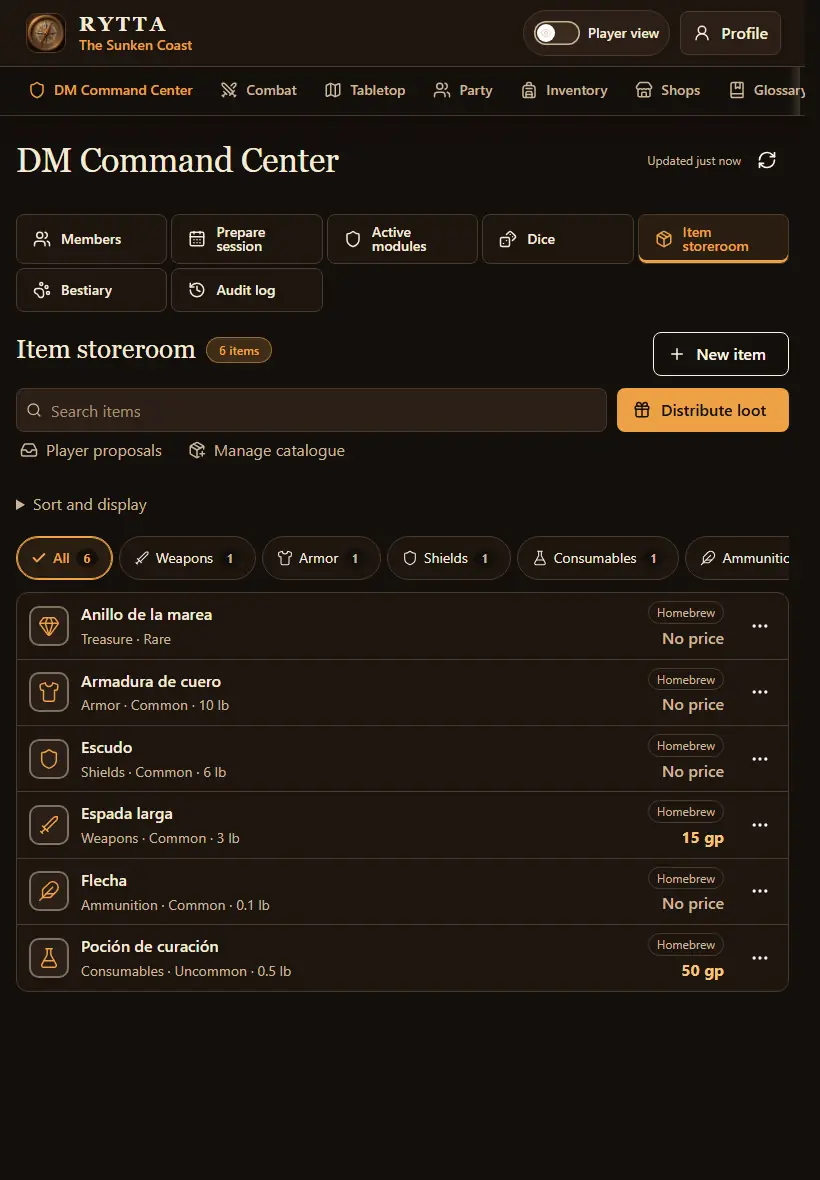 RYTTA
The Sunken Coast
Player view
Profile
DM Command Center
Combat
Tabletop
Party
Inventory
Shops
Glossary
DM Command Center
Updated just now
Members
Prepare
session
Active
modules
Dice
Item
storeroom
Bestiary
Audit log
Item storeroom
6 items
New item
Search items
Distribute loot
Player proposals
Manage catalogue
Sort and display
All 6
Weapons 1
Armor 1
Shields 1
Consumables 1
Ammunitic
Anillo de la marea
Treasure · Rare
Homebrew
No price
Armadura de cuero
Armor · Common · 10 lb
Homebrew
No price
Escudo
Shields · Common · 6 lb
Homebrew
No price
Espada larga
Weapons · Common · 3 lb
Homebrew
15 gp
Flecha
Ammunition · Common · 0.1 lb
Homebrew
No price
Poción de curación
Consumables · Uncommon · 0.5 lb
Homebrew
50 gp